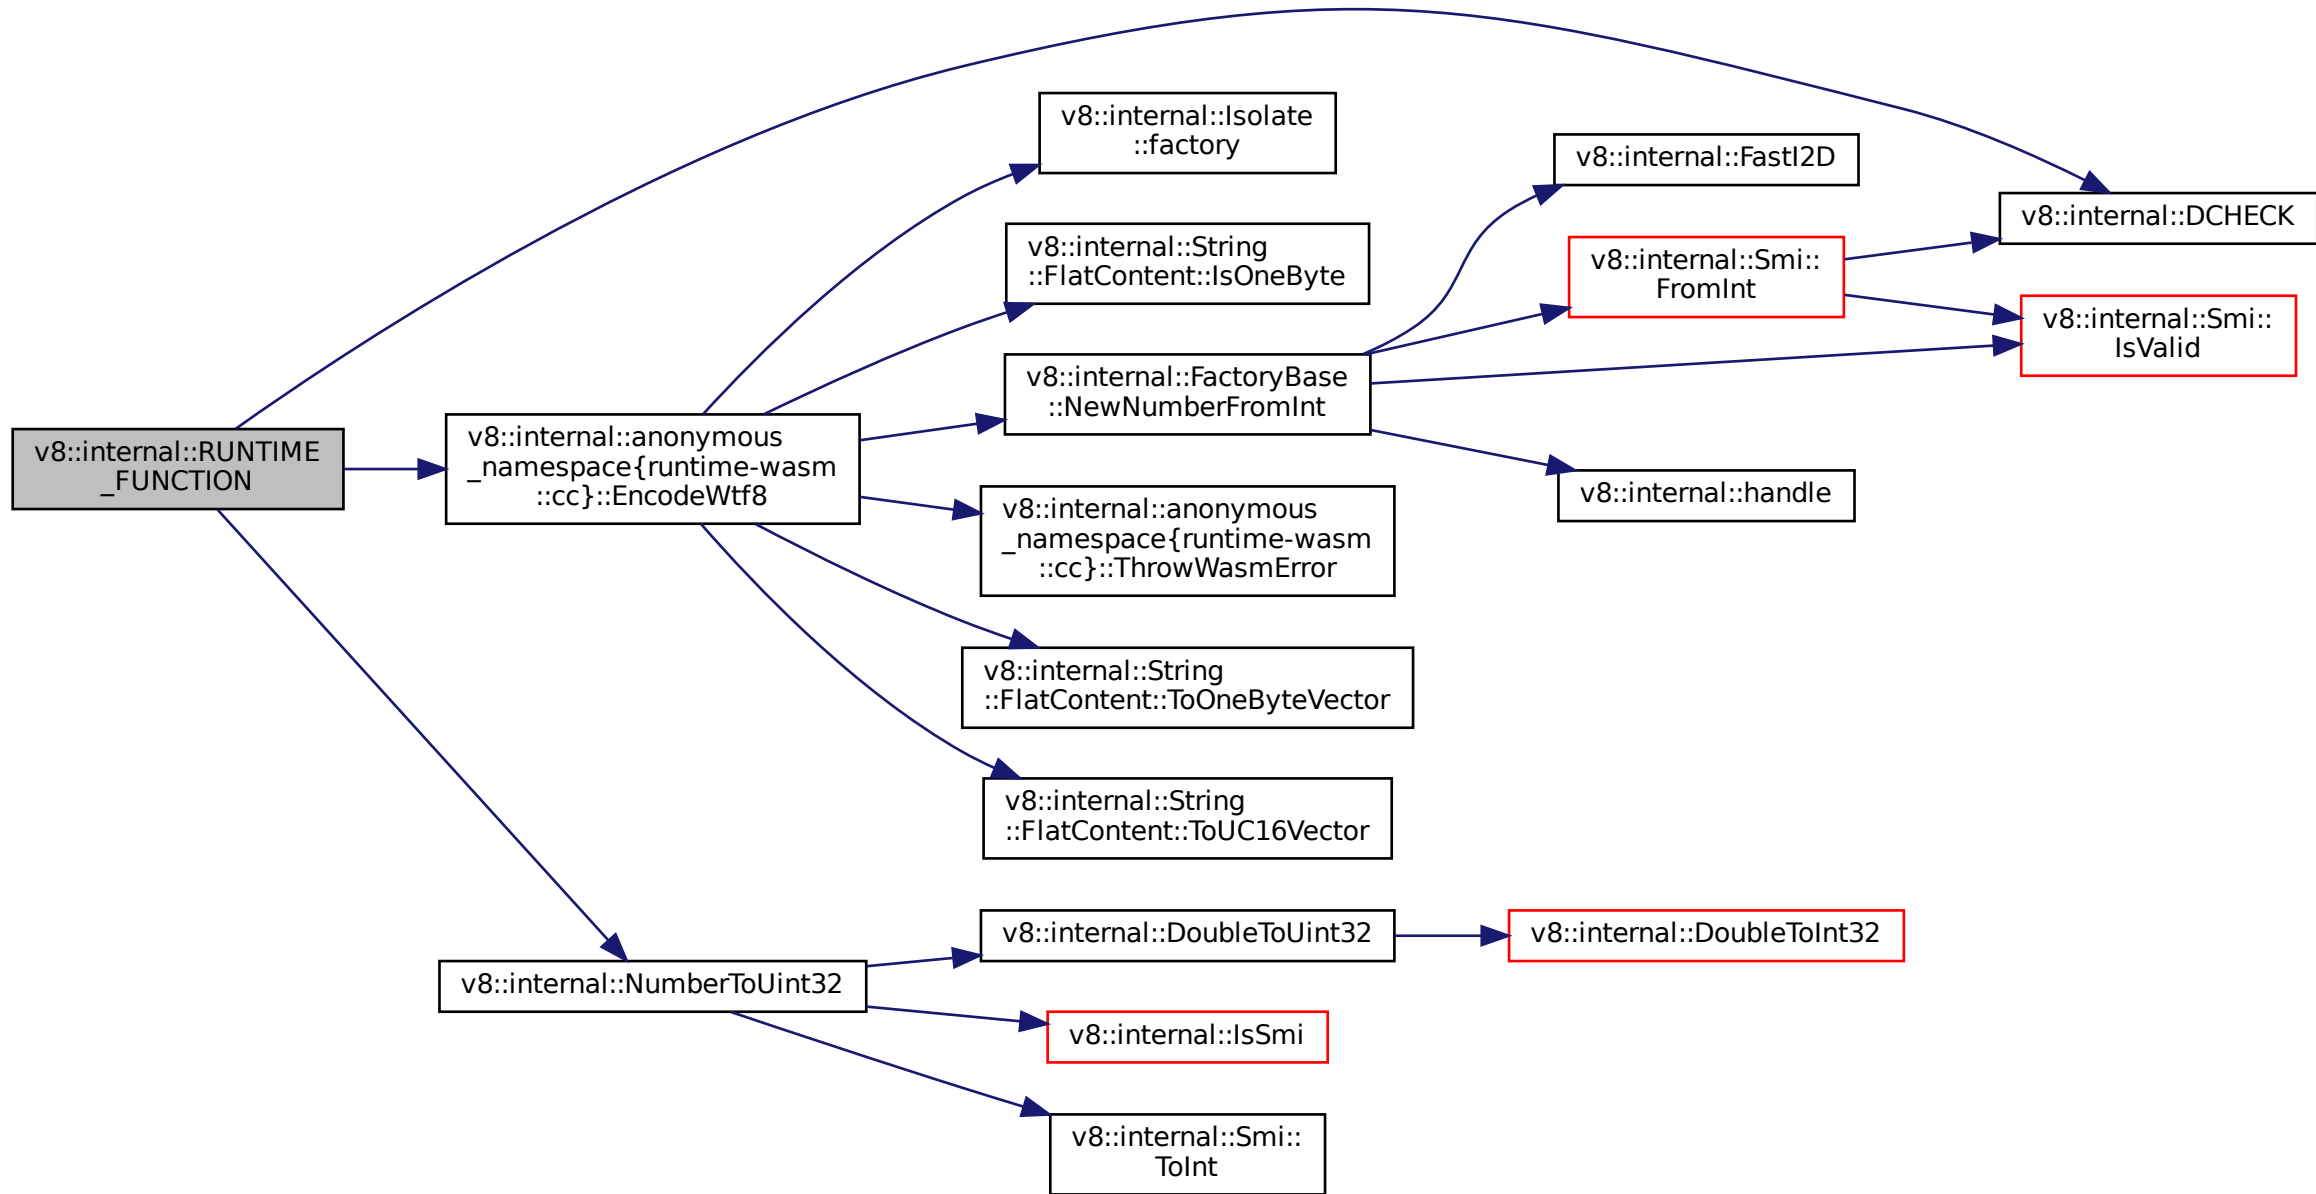 v8::internal::RUNTIME
_FUNCTION
v8::internal::anonymous
_namespace{runtime-wasm
::cc}::EncodeWtf8
v8::internal::NumberToUint32
v8::internal::Isolate
::factory
v8::internal::String
::FlatContent::IsOneByte
v8::internal::FactoryBase
::NewNumberFromInt
v8::internal::anonymous
_namespace{runtime-wasm
::cc}::ThrowWasmError
v8::internal::String
::FlatContent::ToOneByteVector
v8::internal::String
::FlatContent::ToUC16Vector
v8::internal::DoubleToUint32
v8::internal::IsSmi
v8::internal::Smi::
ToInt
v8::internal::FastI2D
v8::internal::Smi::
FromInt
v8::internal::handle
v8::internal::DoubleToInt32
v8::internal::DCHECK
v8::internal::Smi::
IsValid